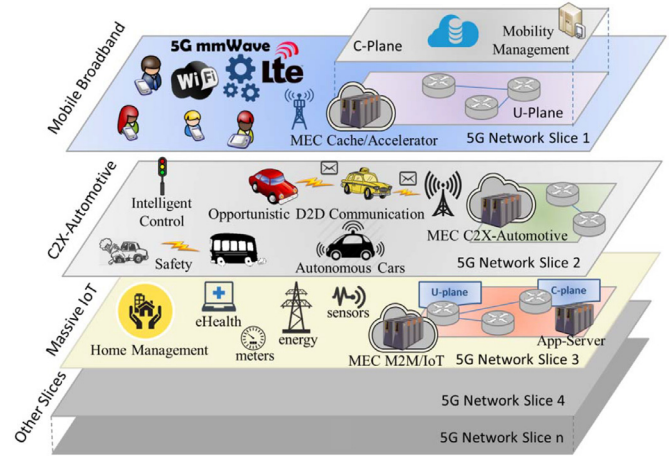 Mobile Broadband
5G mmWave
WiFi
Lte
C-Plane
Mobility
Management
U-Plane
MEC Cache/Accelerator
5G Network Slice 1
C2X-Automotive
Intelligent
Control
Opportunistic D2D Communication
MEC C2X-Automotive
Safety
Autonomous Cars
5G Network Slice 2
Massive IoT
Home Management
eHealth
meters
energy
sensors
U-plane
C-plane
MEC M2M/IoT
App-Server
5G Network Slice 3
Other Slices
5G Network Slice 4
5G Network Slice n